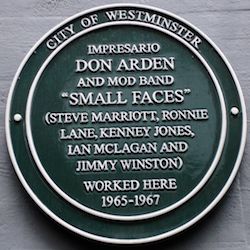 CITY OF WESTMINSTER
IMPRESARIO
DON ARDEN
AND MOD BAND
"SMALL FACES"
(STEVE MARRIOTT, RONNIE
LANE, KENNEY JONES,
IAN MCLAGAN AND
JIMMY WINSTON)
WORKED HERE
1965-1967